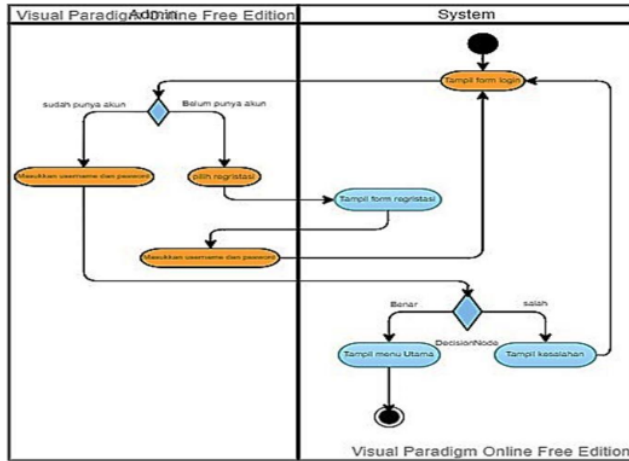 Visual Paradigm Online Free Edition
Admin
System
Tampil form login
sudah punya akun
Belum punya akun
Masukkan username dan password
pilih regristasi
Tampil form regristasi
Masukkan username dan password
Benar
salah
DecisionNode
Tampil menu Utama
Tampil kesalahan
Visual Paradigm Online Free Edition